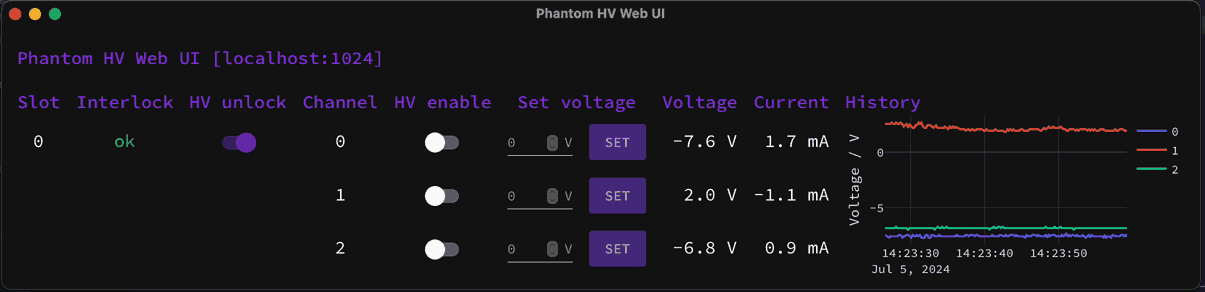 Phantom HV Web UI
Phantom HV Web UI [localhost:1024]
Slot Interlock HV unlock Channel HV enable Set voltage Voltage Current History
0 ok 0 0 V SET -7.6 V 1.7 mA
1 0 V SET 2.0 V -1.1 mA
2 0 V SET -6.8 V 0.9 mA
Voltage / V
0
-5
14:23:30 14:23:40 14:23:50
Jul 5, 2024
0
1
2